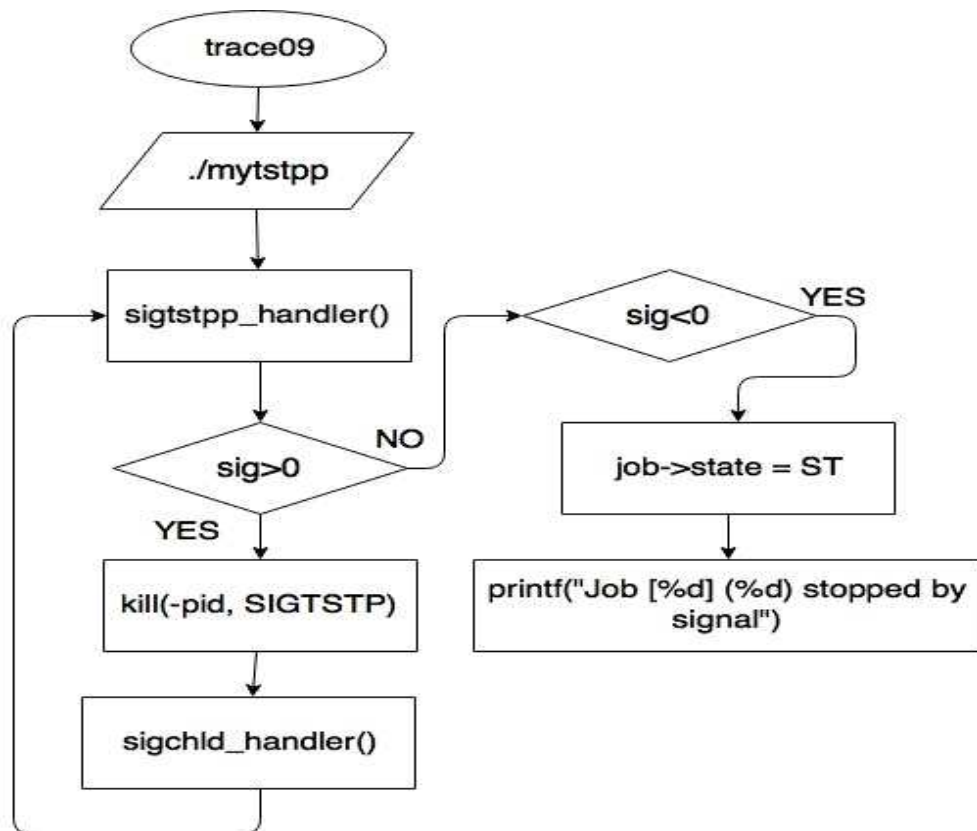 trace09
./mytstpp
sigtstpp_handler()
sig>0
YES
NO
kill(-pid, SIGTSTP)
sigchld_handler()
sig<0
YES
job->state = ST
printf("Job [%d] (%d) stopped by
signal")